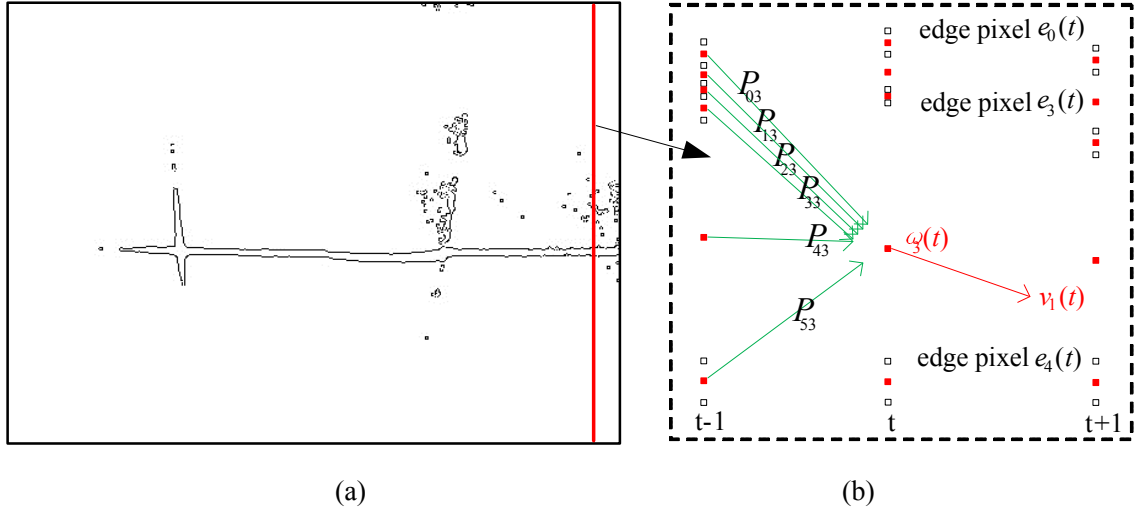 edge pixel e₀(t)
edge pixel e₃(t)
P₀₃
P₁₃
P₂₃
P₃₃
P₄₃
P₅₃
ω₃(t)
v₁(t)
edge pixel e₄(t)
t-1
t
t+1
(a)
(b)